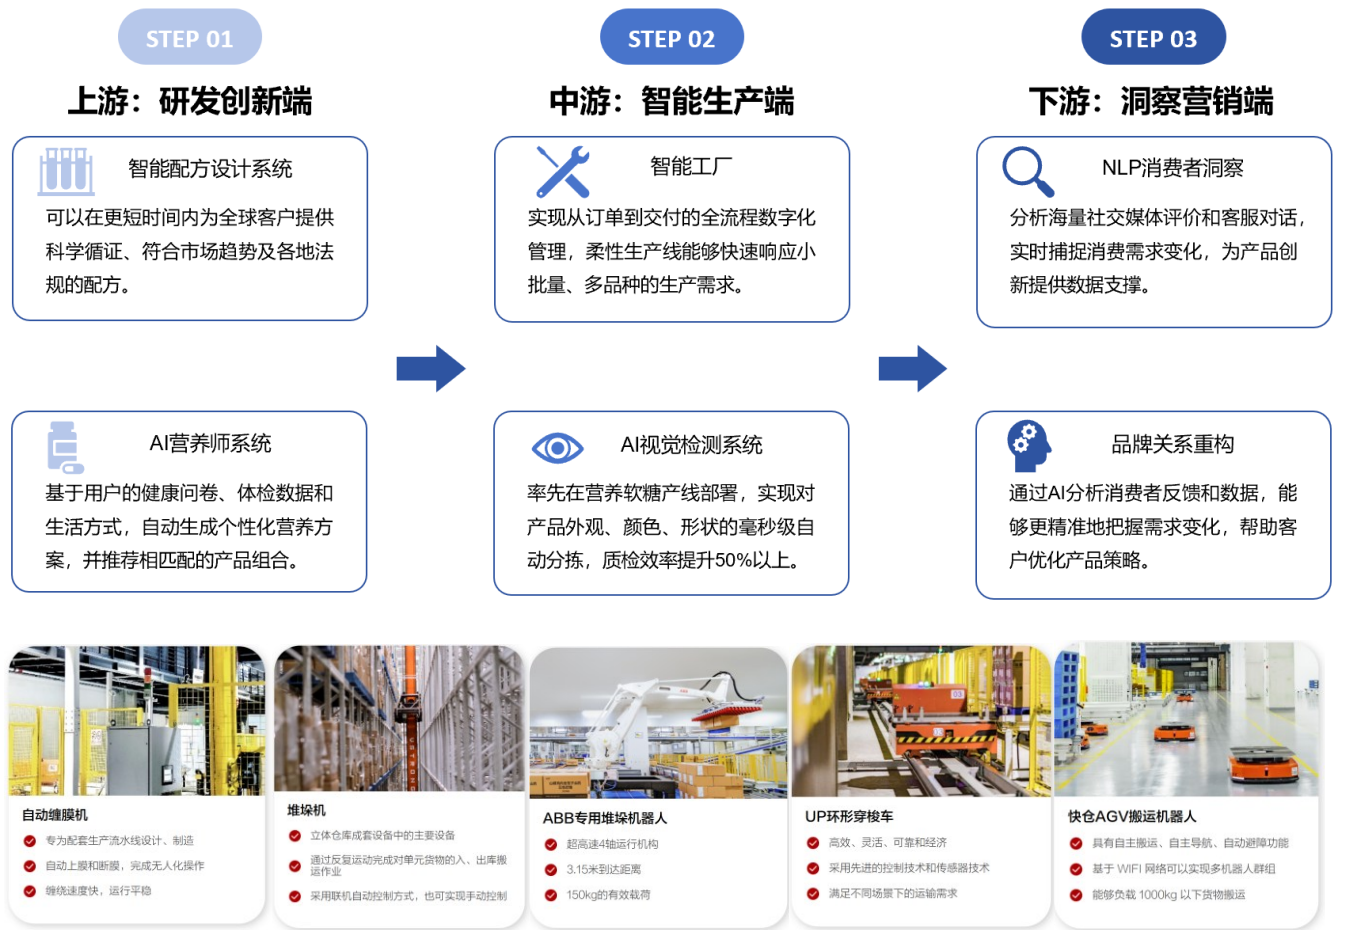 STEP 01
上游：研发创新端
智能配方设计系统
可以在更短时间内为全球客户提供
科学循证、符合市场趋势及各地法
规的配方。
AI营养师系统
基于用户的健康问卷、体检数据和
生活方式，自动生成个性化营养方
案，并推荐相匹配的产品组合。
STEP 02
中游：智能生产端
智能工厂
实现从订单到交付的全流程数字化
管理，柔性生产线能够快速响应小
批量、多品种的生产需求。
AI视觉检测系统
率先在营养软糖产线部署，实现对
产品外观、颜色、形状的毫秒级自
动分拣，质检效率提升50%以上。
STEP 03
下游：洞察营销端
NLP消费者洞察
分析海量社交媒体评价和客服对话，
实时捕捉消费需求变化，为产品创
新提供数据支撑。
品牌关系重构
通过AI分析消费者反馈和数据，能
够更精准地把握需求变化，帮助客
户优化产品策略。
自动缠膜机
专为配套生产流水线设计、制造
自动上膜和断膜，完成无人化操作
缠绕速度快，运行平稳
堆垛机
立体仓库成套设备中的主要设备
通过反复运动完成对单元货物的入、出库搬
运作业
采用联机自动控制方式，也可实现手动控制
ABB专用堆垛机器人
超高速4轴运行机构
3.15米到达距离
150kg的有效载荷
03
UP环形穿梭车
高效、灵活、可靠和经济
采用先进的控制技术和传感器技术
满足不同场景下的运输需求
快仓AGV搬运机器人
具有自主搬运、自主导航、自动避障功能
基于 WIFI 网络可以实现多机器人群组
能够负载 1000kg 以下货物搬运